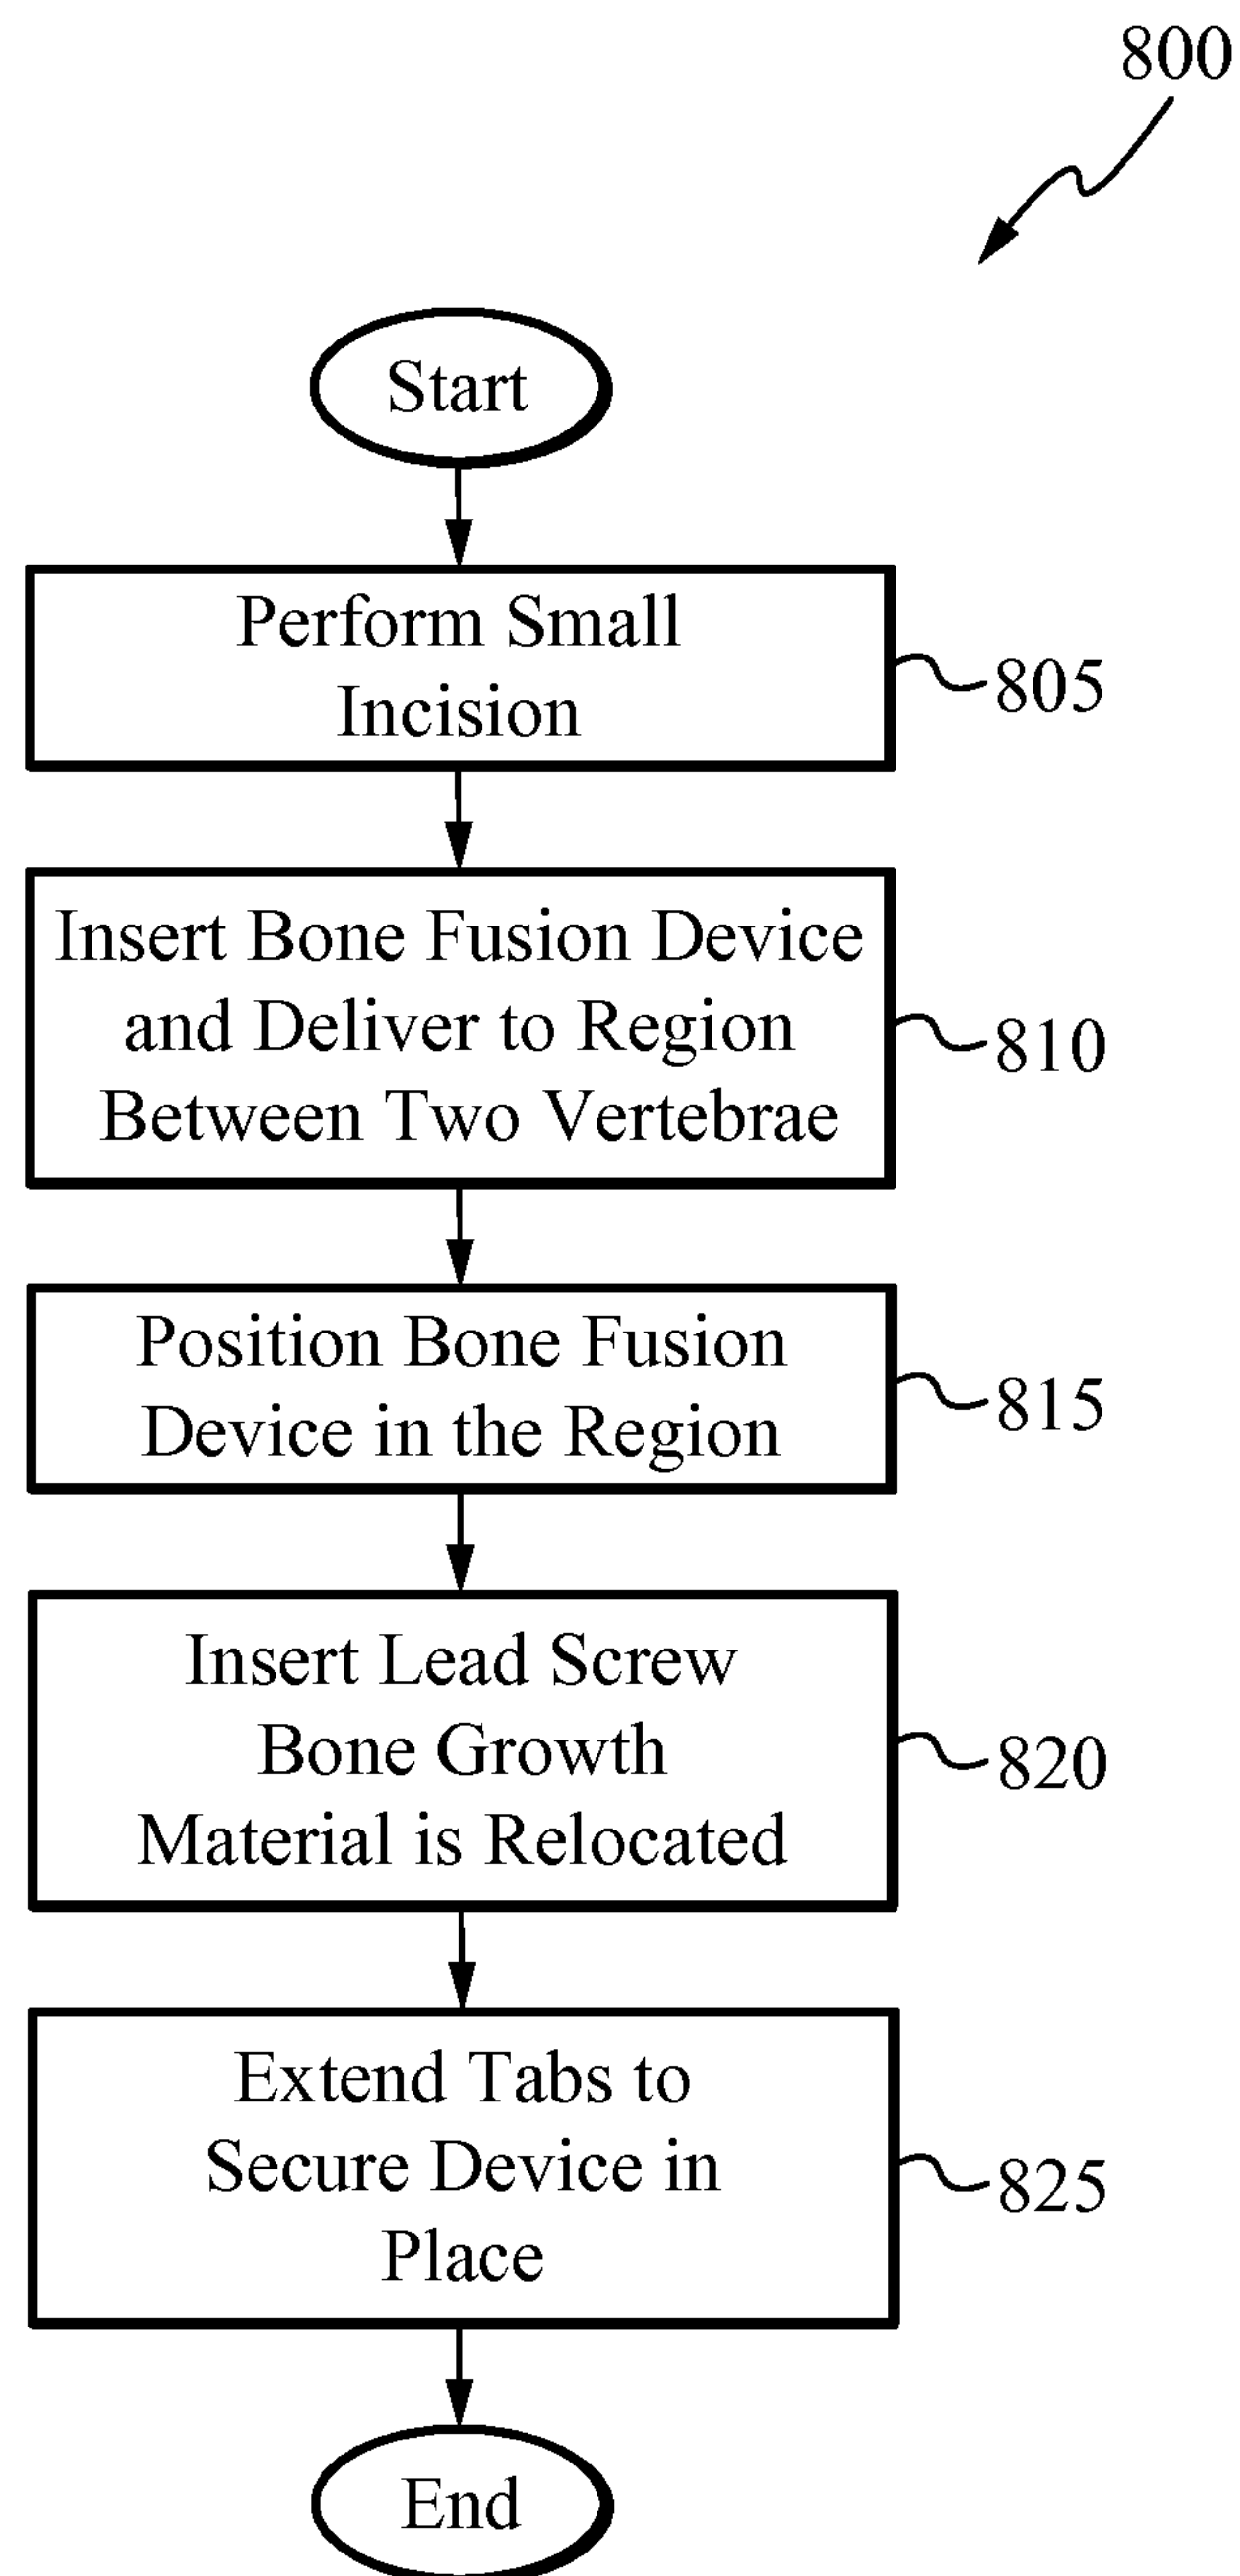 800
Start
Perform Small
Incision
805
Insert Bone Fusion Device
and Deliver to Region
Between Two Vertebrae
810
Position Bone Fusion
Device in the Region
815
Insert Lead Screw
Bone Growth
Material is Relocated
820
Extend Tabs to
Secure Device in
Place
825
End